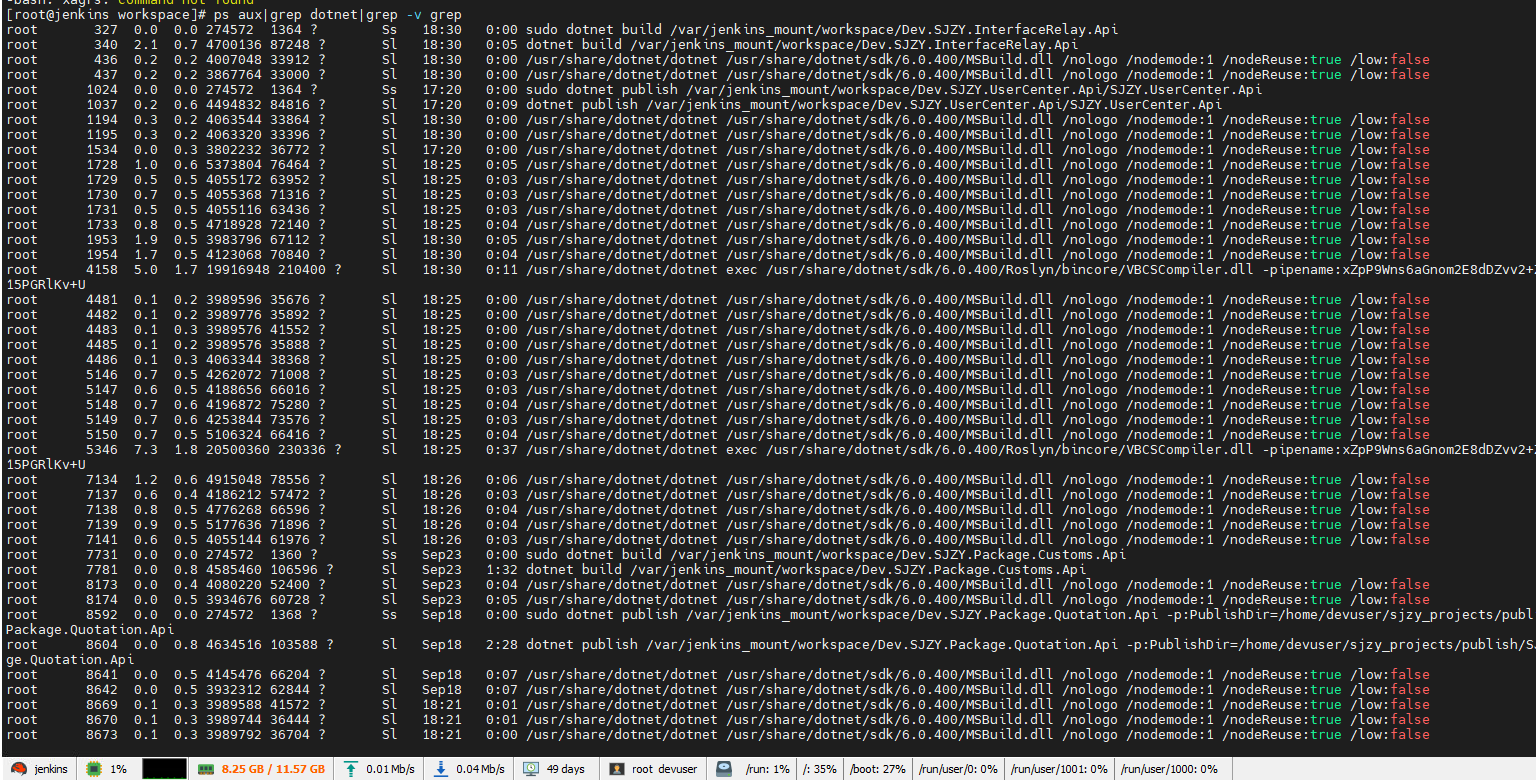 -bash: xagrs: command not found
[root@jenkins workspace]# ps aux|grep dotnet|grep -v grep
root 327 0.0 0.0 274572 1364 ? Ss 18:30 0:00 sudo dotnet build /var/jenkins_mount/workspace/Dev.SJZY.InterfaceRelay.Api
root 340 2.1 0.7 4700136 87248 ? Sl 18:30 0:05 dotnet build /var/jenkins_mount/workspace/Dev.SJZY.InterfaceRelay.Api
root 436 0.2 0.2 4007048 33912 ? Sl 18:30 0:00 /usr/share/dotnet/dotnet /usr/share/dotnet/sdk/6.0.400/MSBuild.dll /nologo /nodemode:1 /nodeReuse:true /low:false
root 437 0.2 0.2 3867764 33000 ? Sl 18:30 0:00 /usr/share/dotnet/dotnet /usr/share/dotnet/sdk/6.0.400/MSBuild.dll /nologo /nodemode:1 /nodeReuse:true /low:false
root 1024 0.0 0.0 274572 1364 ? Ss 17:20 0:00 sudo dotnet publish /var/jenkins_mount/workspace/Dev.SJZY.UserCenter.Api/SJZY.UserCenter.Api
root 1037 0.2 0.6 4494832 84816 ? Sl 17:20 0:09 dotnet publish /var/jenkins_mount/workspace/Dev.SJZY.UserCenter.Api/SJZY.UserCenter.Api
root 1194 0.3 0.2 4063544 33864 ? Sl 18:30 0:00 /usr/share/dotnet/dotnet /usr/share/dotnet/sdk/6.0.400/MSBuild.dll /nologo /nodemode:1 /nodeReuse:true /low:false
root 1195 0.3 0.2 4063320 33396 ? Sl 18:30 0:00 /usr/share/dotnet/dotnet /usr/share/dotnet/sdk/6.0.400/MSBuild.dll /nologo /nodemode:1 /nodeReuse:true /low:false
root 1534 0.0 0.3 3802232 36772 ? Sl 17:20 0:00 /usr/share/dotnet/dotnet /usr/share/dotnet/sdk/6.0.400/MSBuild.dll /nologo /nodemode:1 /nodeReuse:true /low:false
root 1728 1.0 0.6 5373804 76464 ? Sl 18:25 0:05 /usr/share/dotnet/dotnet /usr/share/dotnet/sdk/6.0.400/MSBuild.dll /nologo /nodemode:1 /nodeReuse:true /low:false
root 1729 0.5 0.5 4055172 63952 ? Sl 18:25 0:03 /usr/share/dotnet/dotnet /usr/share/dotnet/sdk/6.0.400/MSBuild.dll /nologo /nodemode:1 /nodeReuse:true /low:false
root 1730 0.7 0.5 4055368 71316 ? Sl 18:25 0:03 /usr/share/dotnet/dotnet /usr/share/dotnet/sdk/6.0.400/MSBuild.dll /nologo /nodemode:1 /nodeReuse:true /low:false
root 1731 0.5 0.5 4055116 63436 ? Sl 18:25 0:03 /usr/share/dotnet/dotnet /usr/share/dotnet/sdk/6.0.400/MSBuild.dll /nologo /nodemode:1 /nodeReuse:true /low:false
root 1733 0.8 0.5 4718928 72140 ? Sl 18:25 0:04 /usr/share/dotnet/dotnet /usr/share/dotnet/sdk/6.0.400/MSBuild.dll /nologo /nodemode:1 /nodeReuse:true /low:false
root 1953 1.9 0.5 3983796 67112 ? Sl 18:30 0:05 /usr/share/dotnet/dotnet /usr/share/dotnet/sdk/6.0.400/MSBuild.dll /nologo /nodemode:1 /nodeReuse:true /low:false
root 1954 1.7 0.5 4123068 70840 ? Sl 18:30 0:04 /usr/share/dotnet/dotnet /usr/share/dotnet/sdk/6.0.400/MSBuild.dll /nologo /nodemode:1 /nodeReuse:true /low:false
root 4158 5.0 1.7 19916948 210400 ? Sl 18:30 0:11 /usr/share/dotnet/dotnet exec /usr/share/dotnet/sdk/6.0.400/Roslyn/bincore/VBCSCompiler.dll -pipename:xZpP9Wns6aGnom2E8dDZvv2+
15PGRlKv+U
root 4481 0.1 0.2 3989596 35676 ? Sl 18:25 0:00 /usr/share/dotnet/dotnet /usr/share/dotnet/sdk/6.0.400/MSBuild.dll /nologo /nodemode:1 /nodeReuse:true /low:false
root 4482 0.1 0.2 3989776 35892 ? Sl 18:25 0:00 /usr/share/dotnet/dotnet /usr/share/dotnet/sdk/6.0.400/MSBuild.dll /nologo /nodemode:1 /nodeReuse:true /low:false
root 4483 0.1 0.3 3989576 41552 ? Sl 18:25 0:00 /usr/share/dotnet/dotnet /usr/share/dotnet/sdk/6.0.400/MSBuild.dll /nologo /nodemode:1 /nodeReuse:true /low:false
root 4485 0.1 0.2 3989576 35888 ? Sl 18:25 0:00 /usr/share/dotnet/dotnet /usr/share/dotnet/sdk/6.0.400/MSBuild.dll /nologo /nodemode:1 /nodeReuse:true /low:false
root 4486 0.1 0.3 4063344 38368 ? Sl 18:25 0:00 /usr/share/dotnet/dotnet /usr/share/dotnet/sdk/6.0.400/MSBuild.dll /nologo /nodemode:1 /nodeReuse:true /low:false
root 5146 0.7 0.5 4262072 71008 ? Sl 18:25 0:03 /usr/share/dotnet/dotnet /usr/share/dotnet/sdk/6.0.400/MSBuild.dll /nologo /nodemode:1 /nodeReuse:true /low:false
root 5147 0.6 0.5 4188656 66016 ? Sl 18:25 0:03 /usr/share/dotnet/dotnet /usr/share/dotnet/sdk/6.0.400/MSBuild.dll /nologo /nodemode:1 /nodeReuse:true /low:false
root 5148 0.7 0.6 4196872 75280 ? Sl 18:25 0:04 /usr/share/dotnet/dotnet /usr/share/dotnet/sdk/6.0.400/MSBuild.dll /nologo /nodemode:1 /nodeReuse:true /low:false
root 5149 0.7 0.6 4253844 73576 ? Sl 18:25 0:03 /usr/share/dotnet/dotnet /usr/share/dotnet/sdk/6.0.400/MSBuild.dll /nologo /nodemode:1 /nodeReuse:true /low:false
root 5150 0.7 0.5 5106324 66416 ? Sl 18:25 0:04 /usr/share/dotnet/dotnet /usr/share/dotnet/sdk/6.0.400/MSBuild.dll /nologo /nodemode:1 /nodeReuse:true /low:false
root 5346 7.3 1.8 20500360 230336 ? Sl 18:25 0:37 /usr/share/dotnet/dotnet exec /usr/share/dotnet/sdk/6.0.400/Roslyn/bincore/VBCSCompiler.dll -pipename:xZpP9Wns6aGnom2E8dDZvv2+
15PGRlKv+U
root 7134 1.2 0.6 4915048 78556 ? Sl 18:26 0:06 /usr/share/dotnet/dotnet /usr/share/dotnet/sdk/6.0.400/MSBuild.dll /nologo /nodemode:1 /nodeReuse:true /low:false
root 7137 0.6 0.4 4186212 57472 ? Sl 18:26 0:03 /usr/share/dotnet/dotnet /usr/share/dotnet/sdk/6.0.400/MSBuild.dll /nologo /nodemode:1 /nodeReuse:true /low:false
root 7138 0.8 0.5 4776268 66596 ? Sl 18:26 0:04 /usr/share/dotnet/dotnet /usr/share/dotnet/sdk/6.0.400/MSBuild.dll /nologo /nodemode:1 /nodeReuse:true /low:false
root 7139 0.9 0.5 5177636 71896 ? Sl 18:26 0:04 /usr/share/dotnet/dotnet /usr/share/dotnet/sdk/6.0.400/MSBuild.dll /nologo /nodemode:1 /nodeReuse:true /low:false
root 7141 0.6 0.5 4055144 61976 ? Sl 18:26 0:03 /usr/share/dotnet/dotnet /usr/share/dotnet/sdk/6.0.400/MSBuild.dll /nologo /nodemode:1 /nodeReuse:true /low:false
root 7731 0.0 0.0 274572 1360 ? Ss Sep23 0:00 sudo dotnet build /var/jenkins_mount/workspace/Dev.SJZY.Package.Customs.Api
root 7781 0.0 0.8 4585460 106596 ? Sl Sep23 1:32 dotnet build /var/jenkins_mount/workspace/Dev.SJZY.Package.Customs.Api
root 8173 0.0 0.4 4080220 52400 ? Sl Sep23 0:04 /usr/share/dotnet/dotnet /usr/share/dotnet/sdk/6.0.400/MSBuild.dll /nologo /nodemode:1 /nodeReuse:true /low:false
root 8174 0.0 0.5 3934676 60728 ? Sl Sep23 0:05 /usr/share/dotnet/dotnet /usr/share/dotnet/sdk/6.0.400/MSBuild.dll /nologo /nodemode:1 /nodeReuse:true /low:false
root 8592 0.0 0.0 274572 1368 ? Ss Sep18 0:00 sudo dotnet publish /var/jenkins_mount/workspace/Dev.SJZY.Package.Quotation.Api -p:PublishDir=/home/devuser/sjzy_projects/publ
Package.Quotation.Api
root 8604 0.0 0.8 4634516 103588 ? Sl Sep18 2:28 dotnet publish /var/jenkins_mount/workspace/Dev.SJZY.Package.Quotation.Api -p:PublishDir=/home/devuser/sjzy_projects/publish/S
ge.Quotation.Api
root 8641 0.0 0.5 4145476 66204 ? Sl Sep18 0:07 /usr/share/dotnet/dotnet /usr/share/dotnet/sdk/6.0.400/MSBuild.dll /nologo /nodemode:1 /nodeReuse:true /low:false
root 8642 0.0 0.5 3932312 62844 ? Sl Sep18 0:07 /usr/share/dotnet/dotnet /usr/share/dotnet/sdk/6.0.400/MSBuild.dll /nologo /nodemode:1 /nodeReuse:true /low:false
root 8669 0.1 0.3 3989588 41572 ? Sl 18:21 0:01 /usr/share/dotnet/dotnet /usr/share/dotnet/sdk/6.0.400/MSBuild.dll /nologo /nodemode:1 /nodeReuse:true /low:false
root 8670 0.1 0.3 3989744 36444 ? Sl 18:21 0:01 /usr/share/dotnet/dotnet /usr/share/dotnet/sdk/6.0.400/MSBuild.dll /nologo /nodemode:1 /nodeReuse:true /low:false
root 8673 0.1 0.3 3989792 36704 ? Sl 18:21 0:00 /usr/share/dotnet/dotnet /usr/share/dotnet/sdk/6.0.400/MSBuild.dll /nologo /nodemode:1 /nodeReuse:true /low:false
jenkins 1% 8.25 GB / 11.57 GB 0.01 Mb/s 0.04 Mb/s 49 days root devuser /run: 1% /: 35% /boot: 27% /run/user/0: 0% /run/user/1001: 0% /run/user/1000: 0%